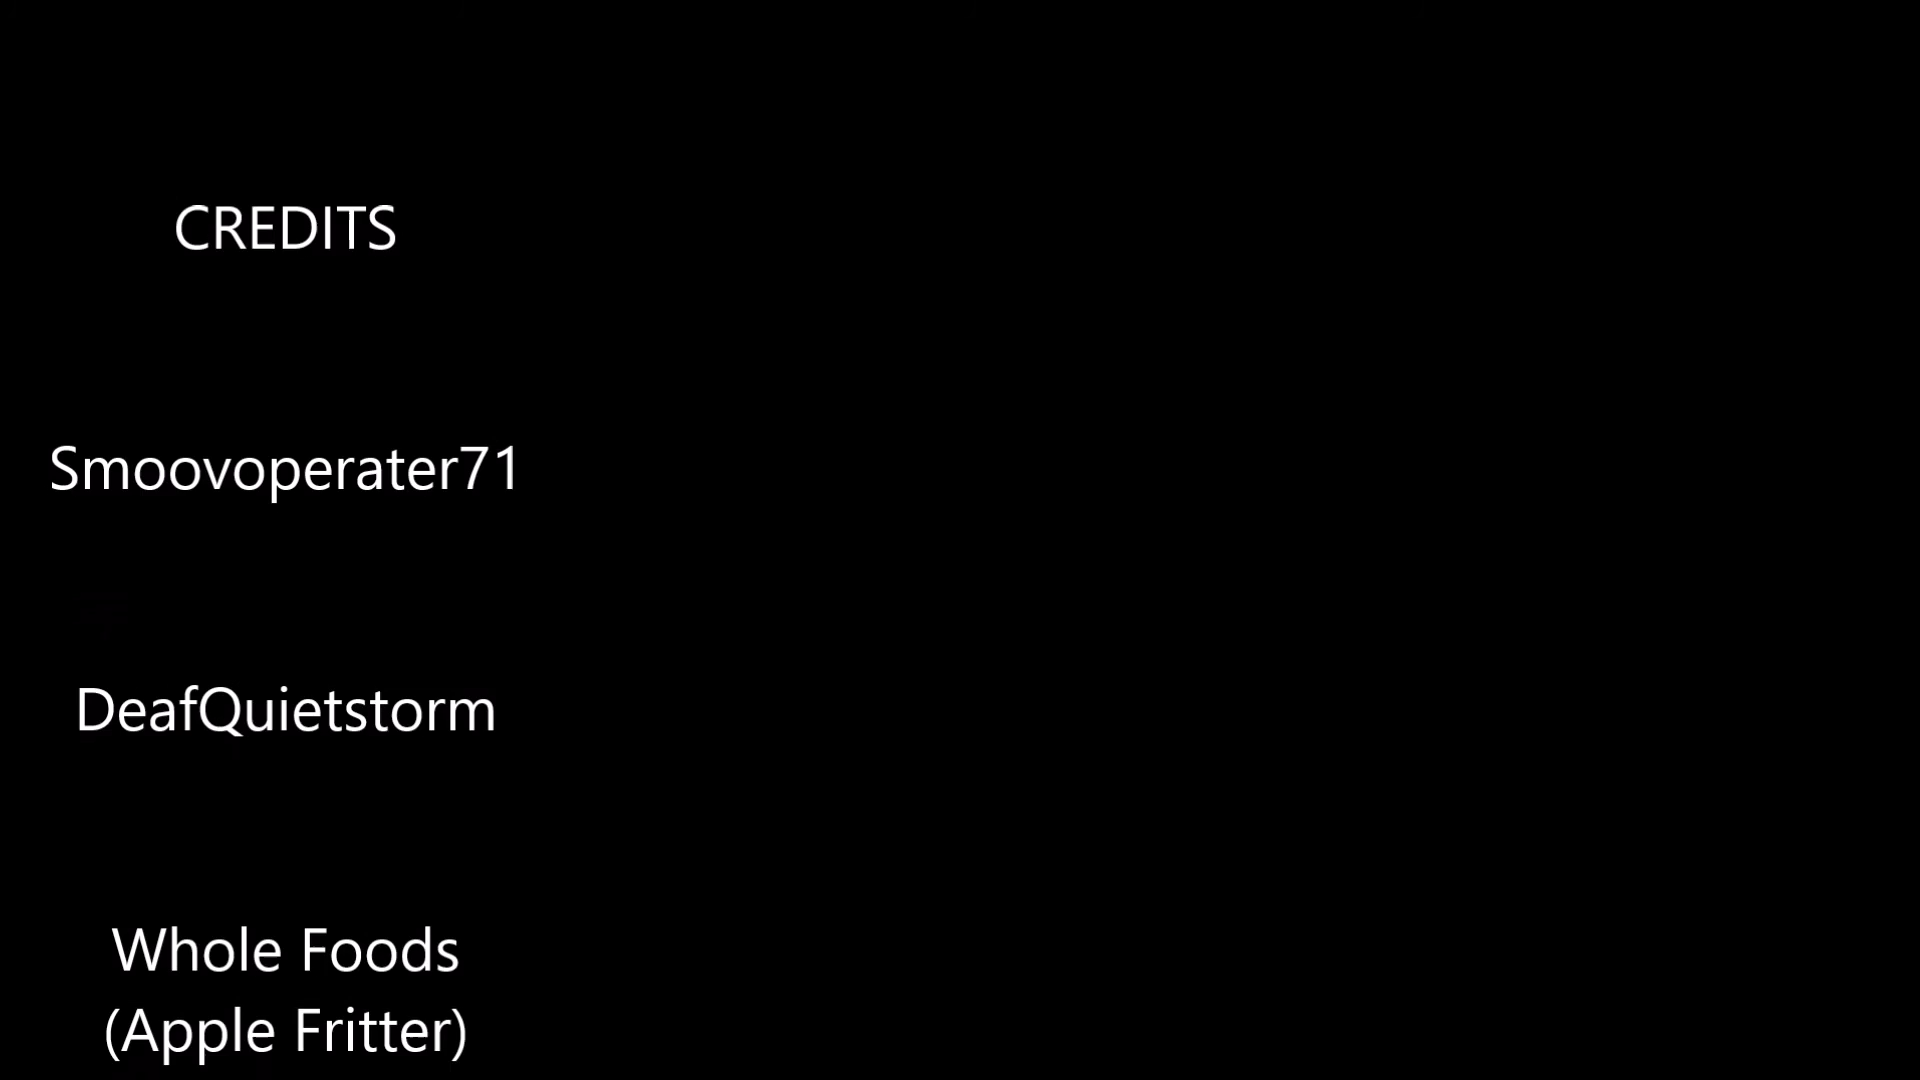 CREDITS
Smoovoperater71
DeafQuietstorm
Whole Foods
(Apple Fritter)